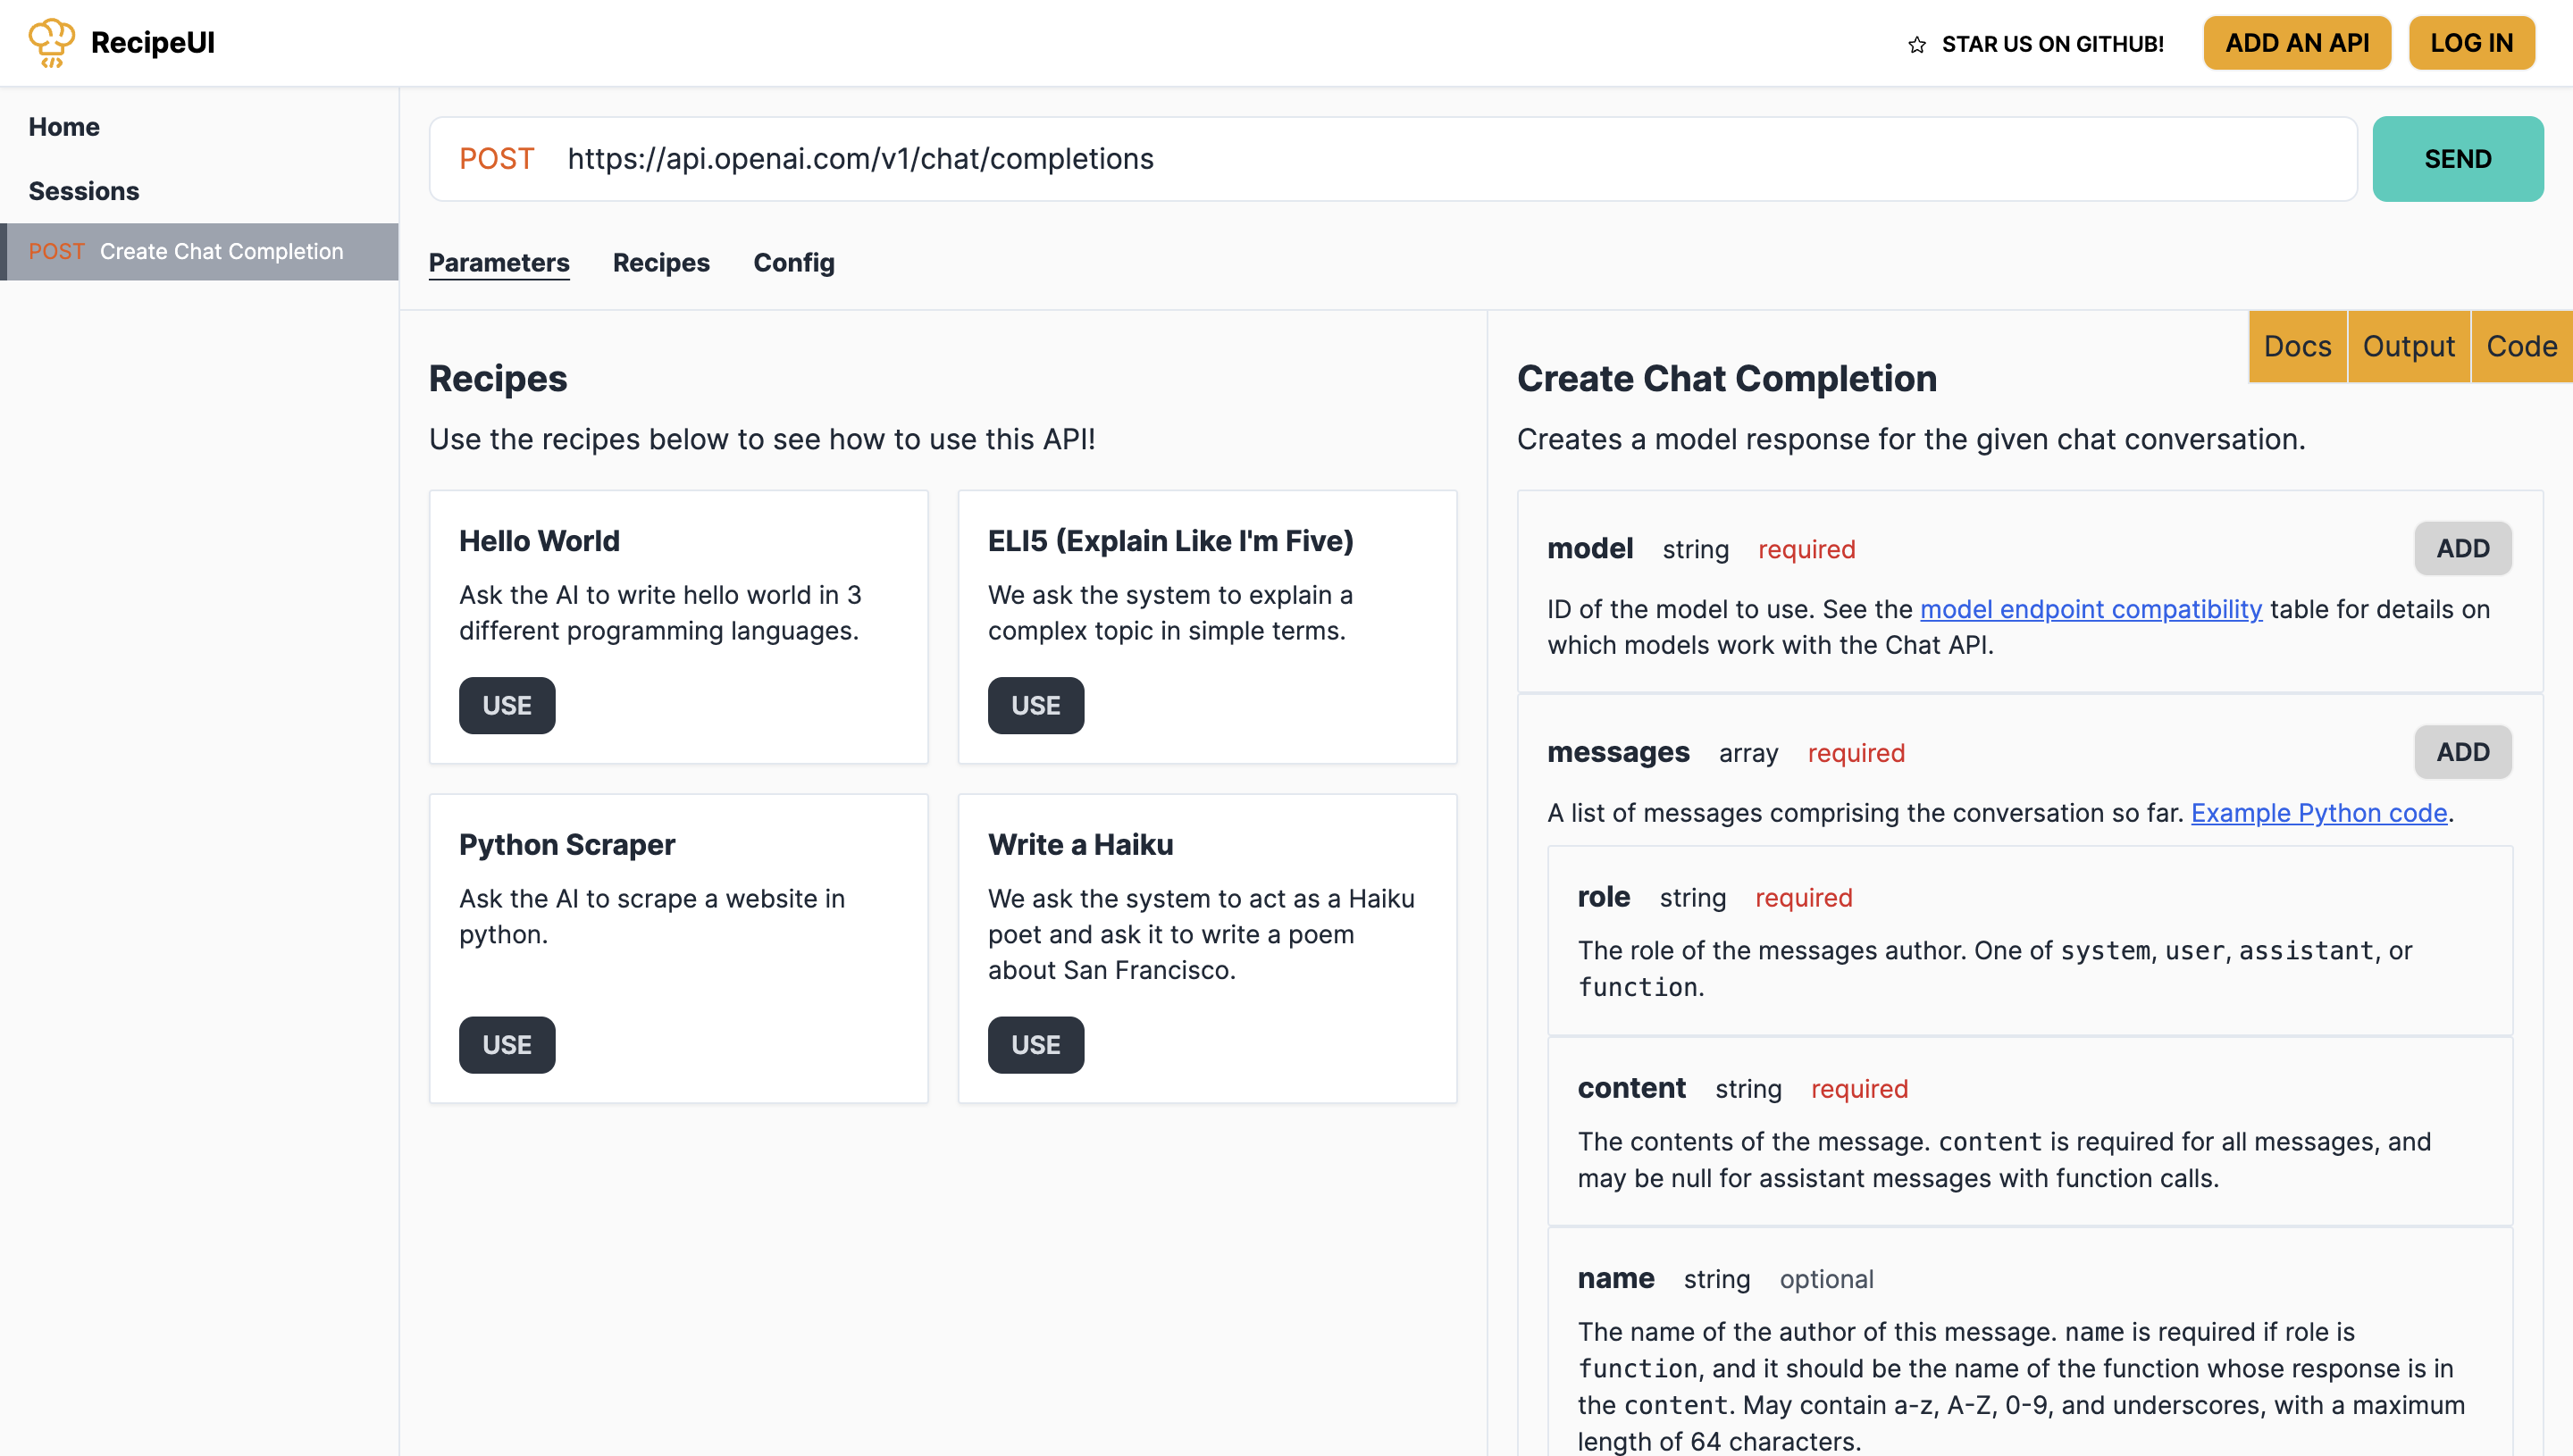 RecipeUI
STAR US ON GITHUB!
ADD AN API
LOG IN
Home
Sessions
POST Create Chat Completion
POST https://api.openai.com/v1/chat/completions
SEND
Parameters
Recipes
Config
Recipes
Use the recipes below to see how to use this API!
Hello World
Ask the AI to write hello world in 3
different programming languages.
USE
ELI5 (Explain Like I'm Five)
We ask the system to explain a
complex topic in simple terms.
USE
Python Scraper
Ask the AI to scrape a website in
python.
USE
Write a Haiku
We ask the system to act as a Haiku
poet and ask it to write a poem
about San Francisco.
USE
Docs
Output
Code
Create Chat Completion
Creates a model response for the given chat conversation.
model string required
ADD
ID of the model to use. See the model endpoint compatibility table for details on
which models work with the Chat API.
messages array required
ADD
A list of messages comprising the conversation so far. Example Python code.
role string required
The role of the messages author. One of system, user, assistant, or
function.
content string required
The contents of the message. content is required for all messages, and
may be null for assistant messages with function calls.
name string optional
The name of the author of this message. name is required if role is
function, and it should be the name of the function whose response is in
the content. May contain a-z, A-Z, 0-9, and underscores, with a maximum
length of 64 characters.